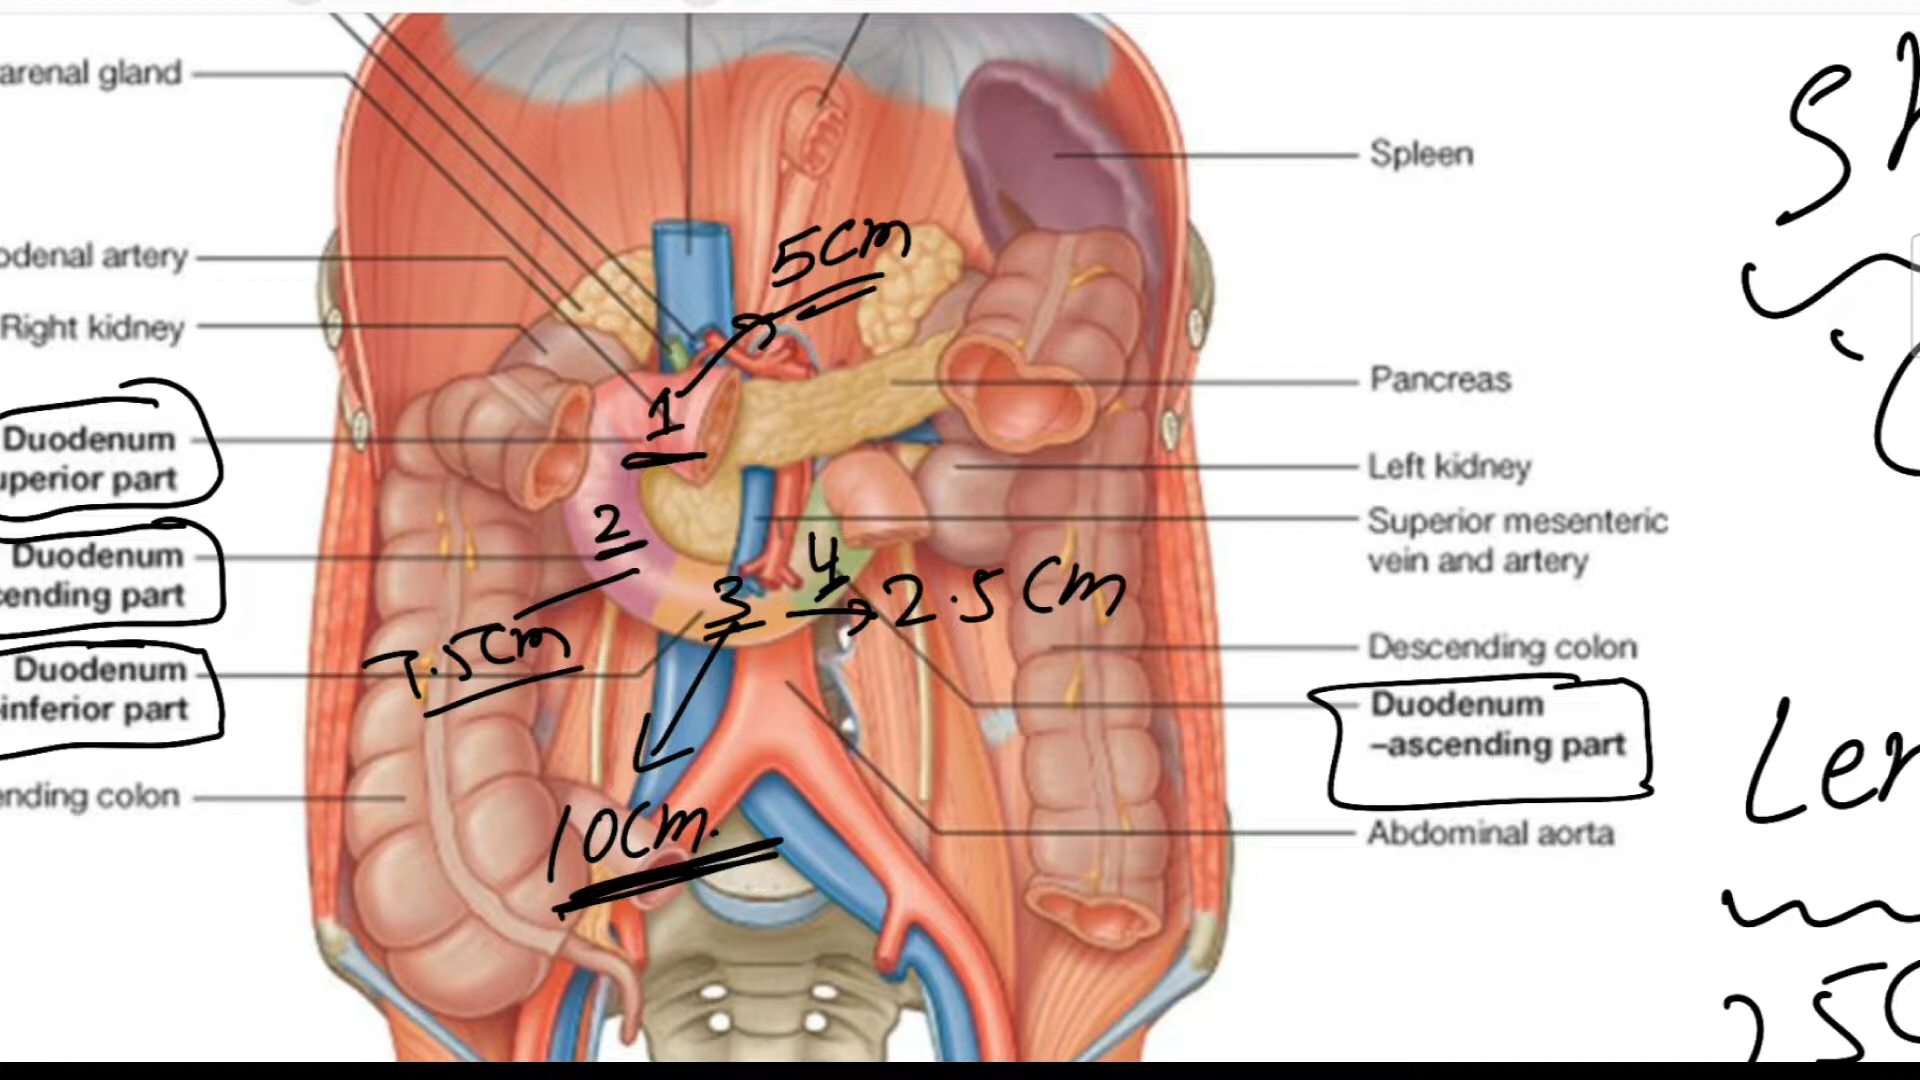 arenal gland
Spleen
5cm
odenal artery
Right kidney
1
Pancreas
Duodenum
uperior part
Left kidney
2
Superior mesenteric
vein and artery
4
Duodenum
cending part
3
2.5 cm
7.5cm
Descending colon
Duodenum
-inferior part
Duodenum
–ascending part
ending colon
10cm.
Abdominal aorta
Len
25c